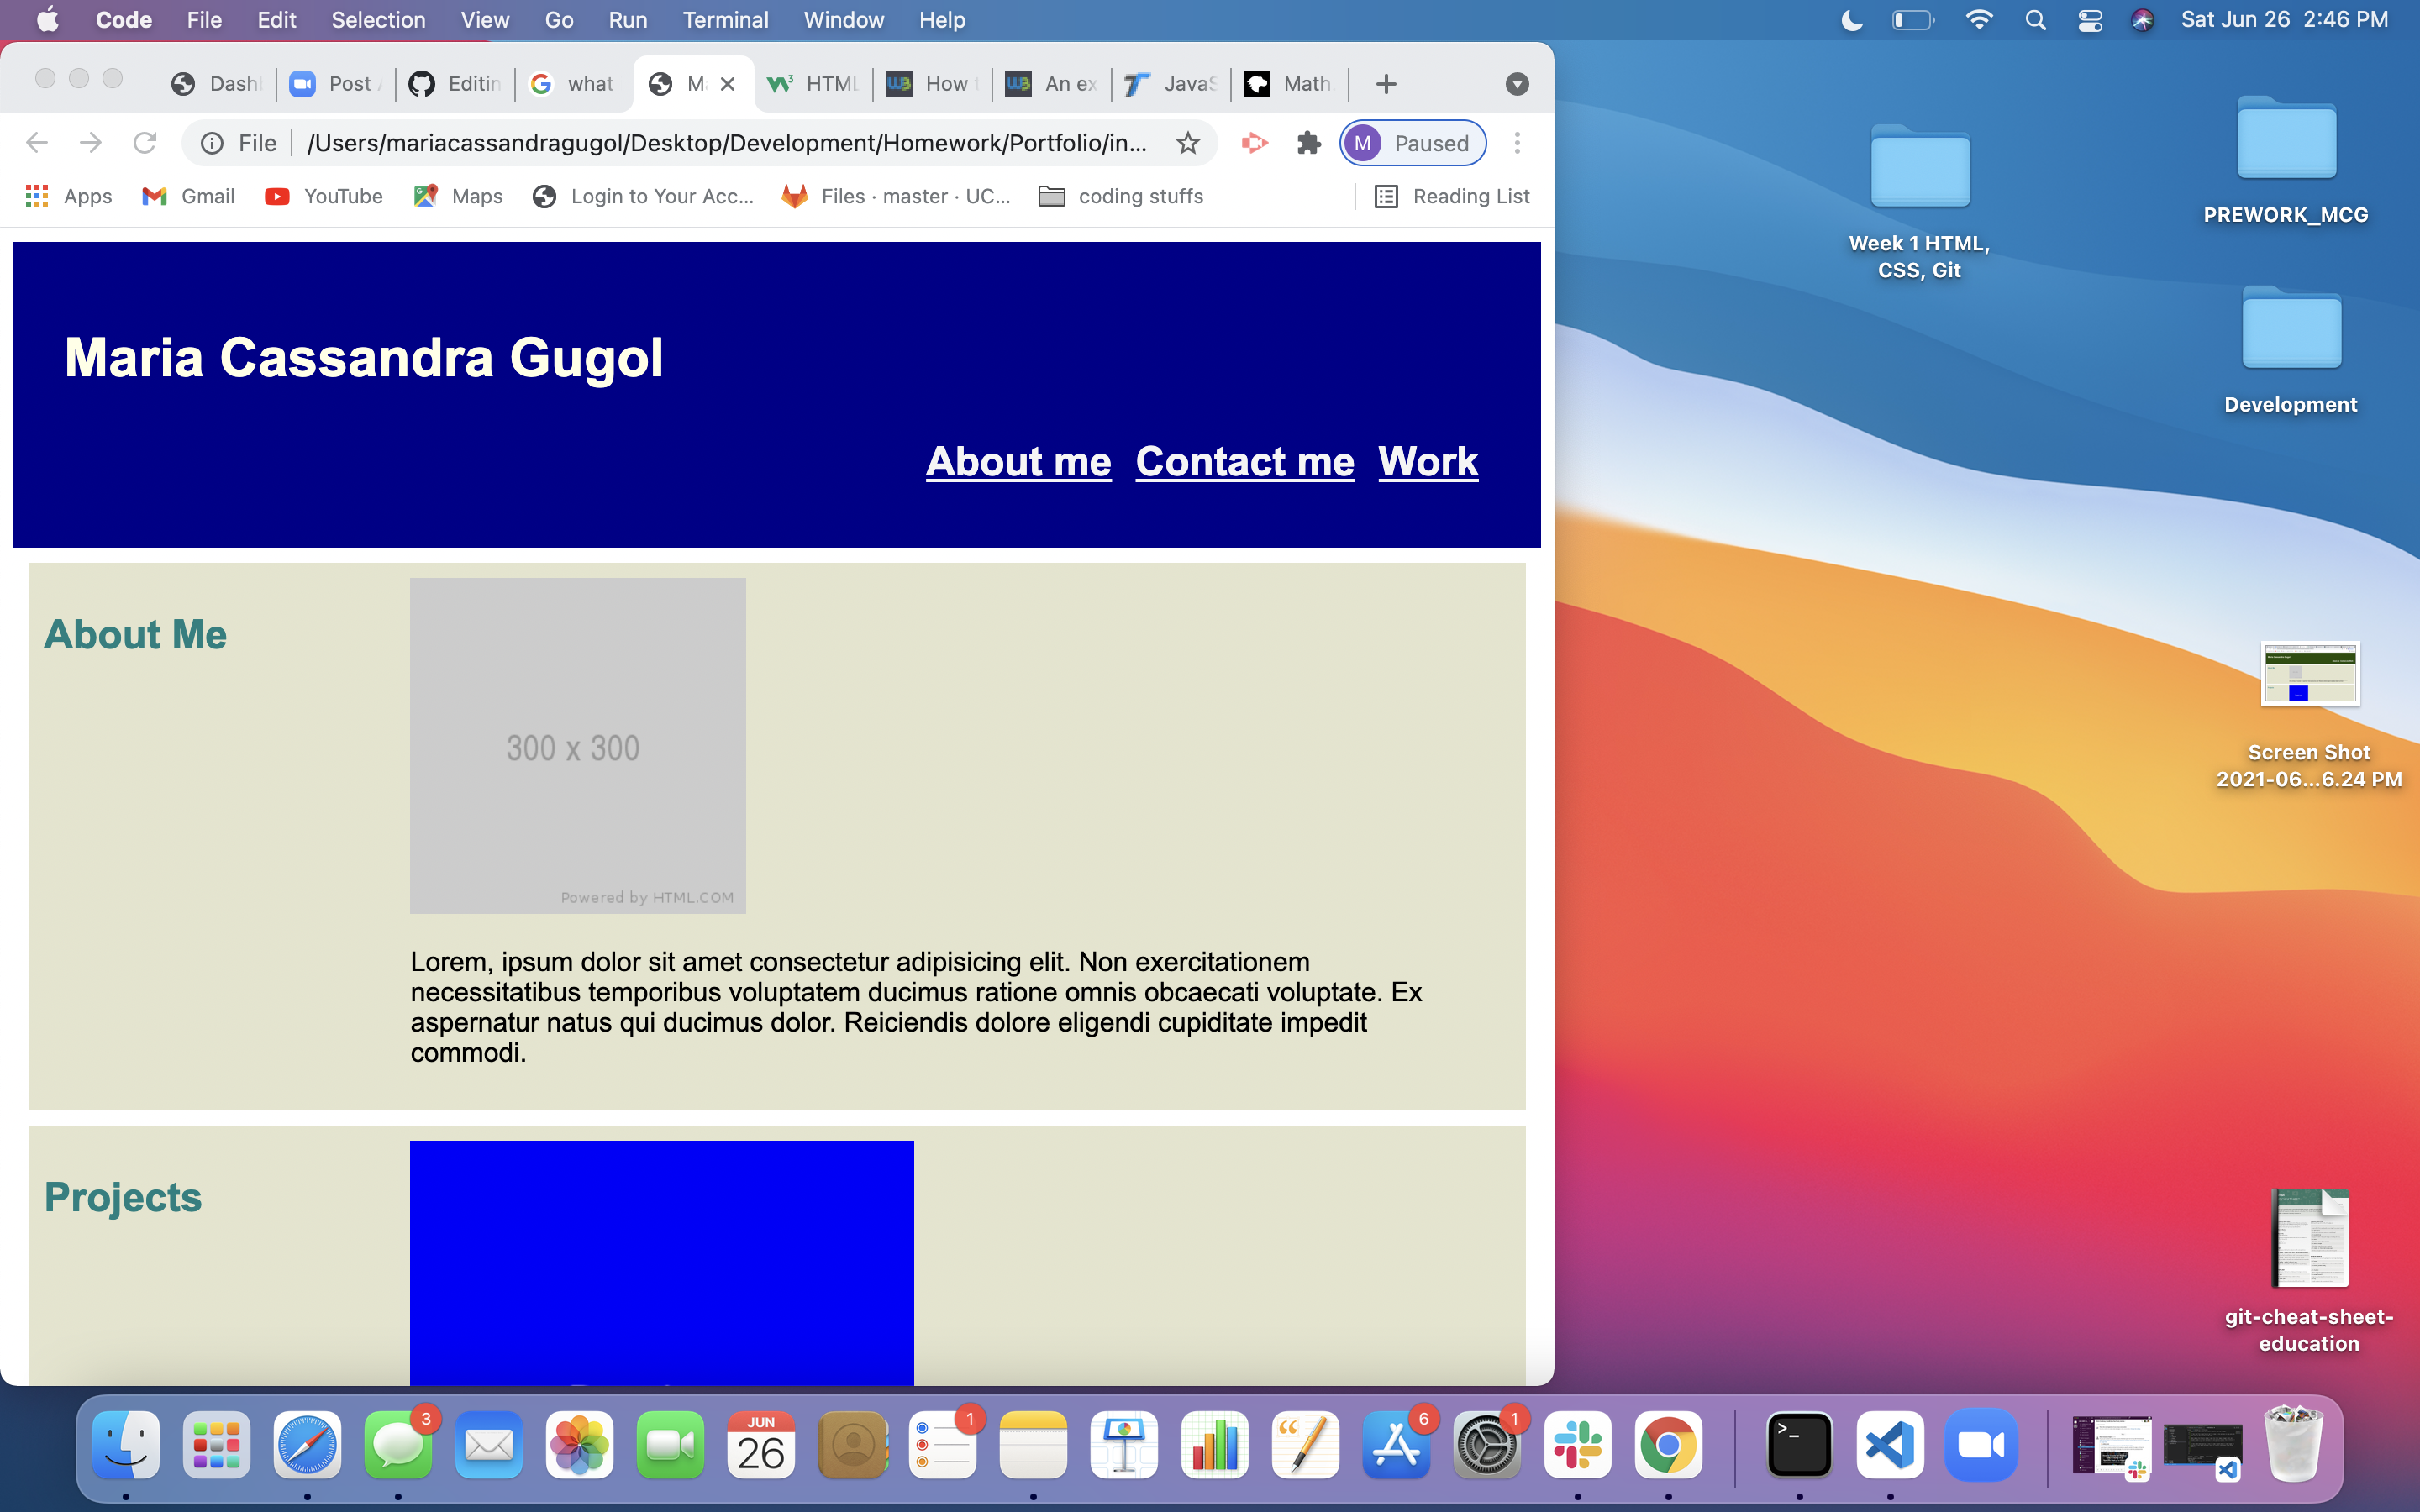 Code File Edit Selection View Go Run Terminal Window Help Sat Jun 26 2:46 PM
Dash Post Editin what M HTML How An ex Java Math
File /Users/mariacassandragugol/Desktop/Development/Homework/Portfolio/in... M Paused
Apps Gmail YouTube Maps Login to Your Acc... Files · master · UC... coding stuffs Reading List
Maria Cassandra Gugol
About me Contact me Work
About Me
300 x 300
Powered by HTML.COM
Lorem, ipsum dolor sit amet consectetur adipisicing elit. Non exercitationem
necessitatibus temporibus voluptatem ducimus ratione omnis obcaecati voluptate. Ex
aspernatur natus qui ducimus dolor. Reiciendis dolore eligendi cupiditate impedit
commodi.
Projects
Week 1 HTML,
CSS, Git
PREWORK_MCG
Development
Screen Shot
2021-06...6.24 PM
git-cheat-sheet-
education
3
JUN
26
1
6
1